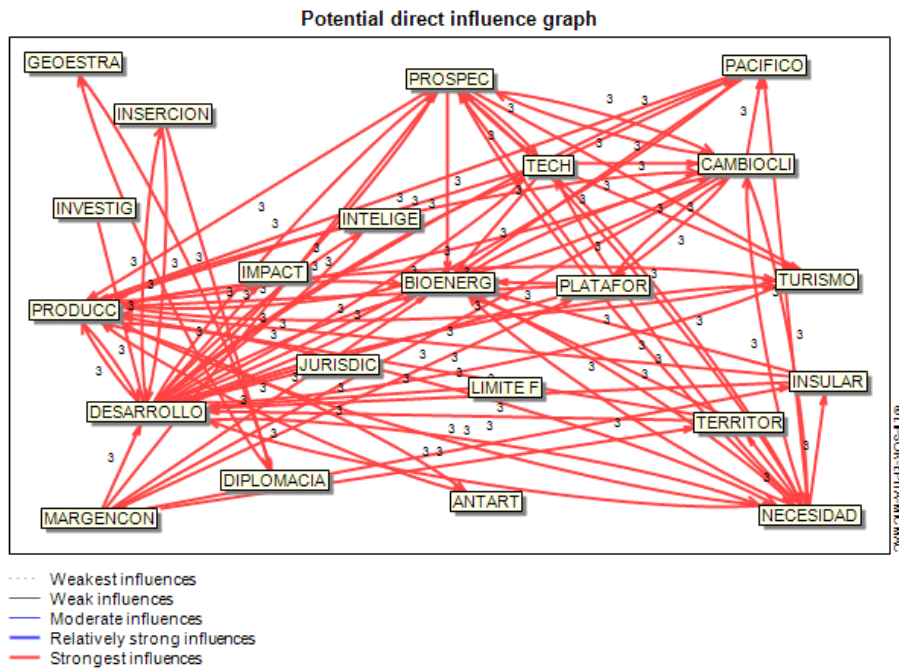 Potential direct influence graph
GEOESTRA
PROSPEC
PACIFICO
INSERCION
TECH
CAMBIOCLI
INVESTIG
INTELIGE
IMPACT
BIOENERG
PLATAFOR
TURISMO
PRODUCC
JURISDIC
LIMITE F
INSULAR
DESARROLLO
TERRITOR
DIPLOMACIA
ANTART
MARGENCON
NECESIDAD
Weakest influences
Weak influences
Moderate influences
Relatively strong influences
Strongest influences